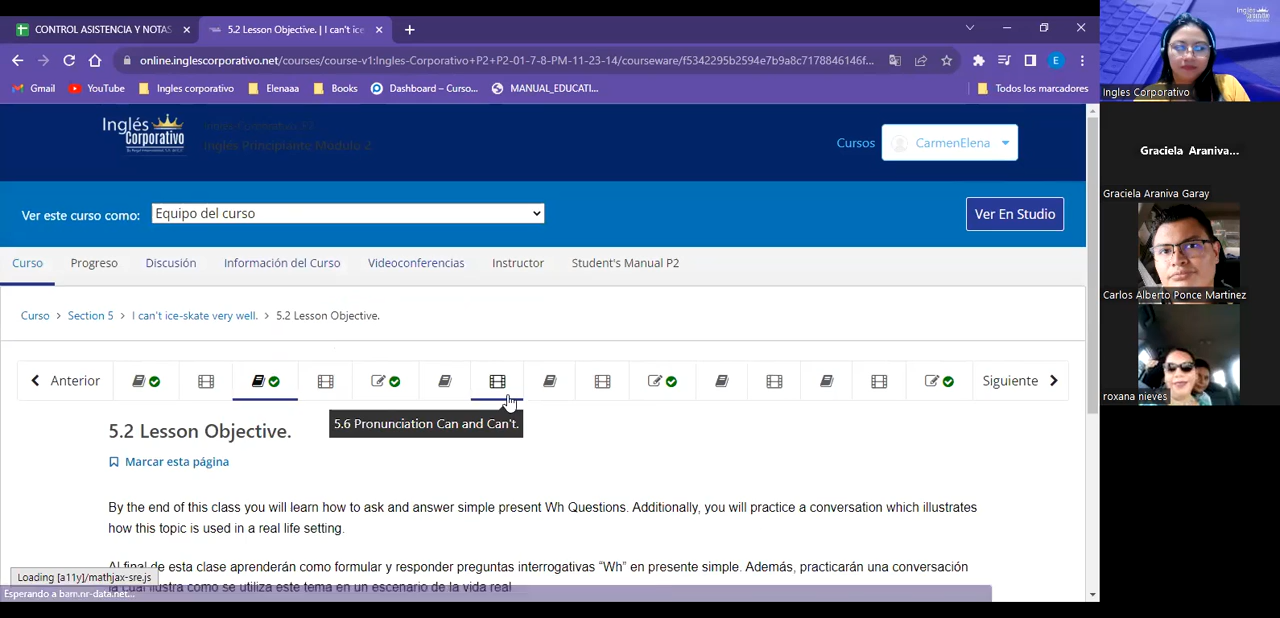 CONTROL ASISTENCIA Y NOTAS
5.2 Lesson Objective. | I can't ice
online.inglescorporativo.net/courses/course-v1:Ingles-Corporativo+P2+P2-01-7-8-PM-11-23-14/courseware/f5342295b2594e7b9a8c7178846146f...
E
Gmail
YouTube
Ingles corporativo
Elenaaa
Books
Dashboard – Curso...
MANUAL_EDUCATI...
Todos los marcadores
Inglés
Corporativo
Inglés Principiante Módulo 2
Cursos
CarmenElena
Ver este curso como:
Equipo del curso
Ver En Studio
Curso
Progreso
Discusión
Información del Curso
Videoconferencias
Instructor
Student's Manual P2
Curso > Section 5 > I can't ice-skate very well. > 5.2 Lesson Objective.
Anterior
Siguiente
5.6 Pronunciation Can and Can't.
5.2 Lesson Objective.
Marcar esta página
By the end of this class you will learn how to ask and answer simple present Wh Questions. Additionally, you will practice a conversation which illustrates
how this topic is used in a real life setting.
Al final de esta clase aprenderán como formular y responder preguntas interrogativas “Wh” en presente simple. Además, practicarán una conversación
la cual ilustra como se utiliza este tema en un escenario de la vida real
Loading [a11y]/mathjax-sre.js
Esperando a bam.nr-data.net...
Ingles Corporativo
Graciela Araniva...
Graciela Araniva Garay
Carlos Alberto Ponce Martinez
roxana nieves